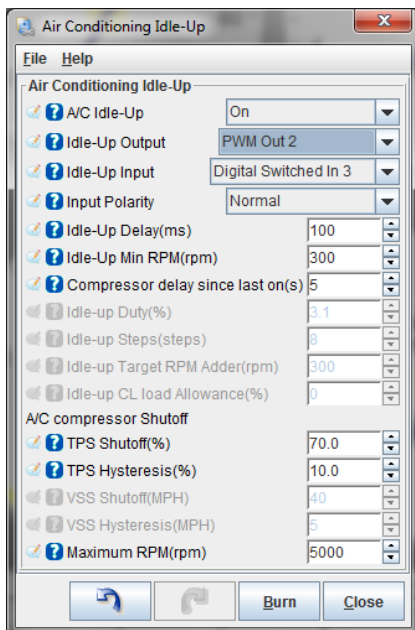 Air Conditioning Idle-Up
File Help
Air Conditioning Idle-Up
A/C Idle-Up On
Idle-Up Output PWM Out 2
Idle-Up Input Digital Switched In 3
Input Polarity Normal
Idle-Up Delay(ms) 100
Idle-Up Min RPM(rpm) 300
Compressor delay since last on(s) 5
Idle-up Duty(%) 3.1
Idle-up Steps(steps) 8
Idle-up Target RPM Adder(rpm) 300
Idle-up CL load Allowance(%) 0
A/C compressor Shutoff
TPS Shutoff(%) 70.0
TPS Hysteresis(%) 10.0
VSS Shutoff(MPH) 40
VSS Hysteresis(MPH) 5
Maximum RPM(rpm) 5000
Burn Close